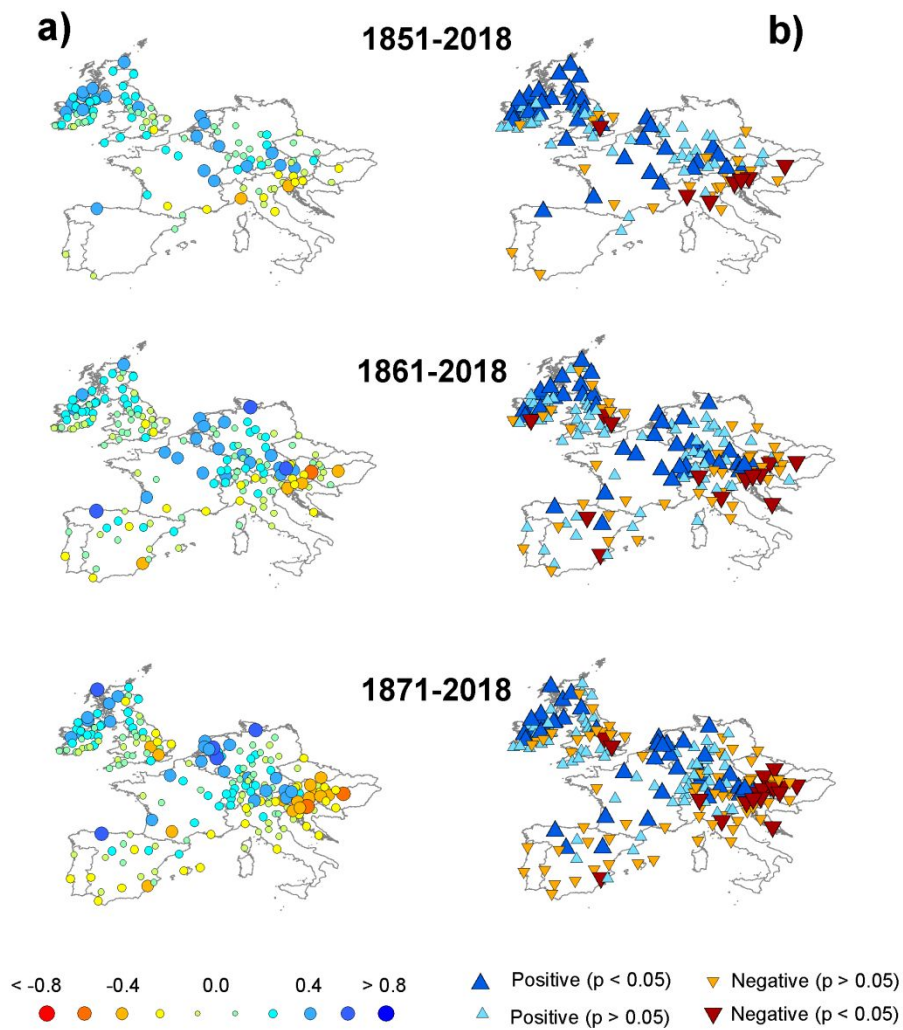 a)
1851-2018
b)
1861-2018
1871-2018
< -0.8 -0.4 0.0 0.4 > 0.8
Positive (p < 0.05) Negative (p > 0.05)
Positive (p > 0.05) Negative (p < 0.05)